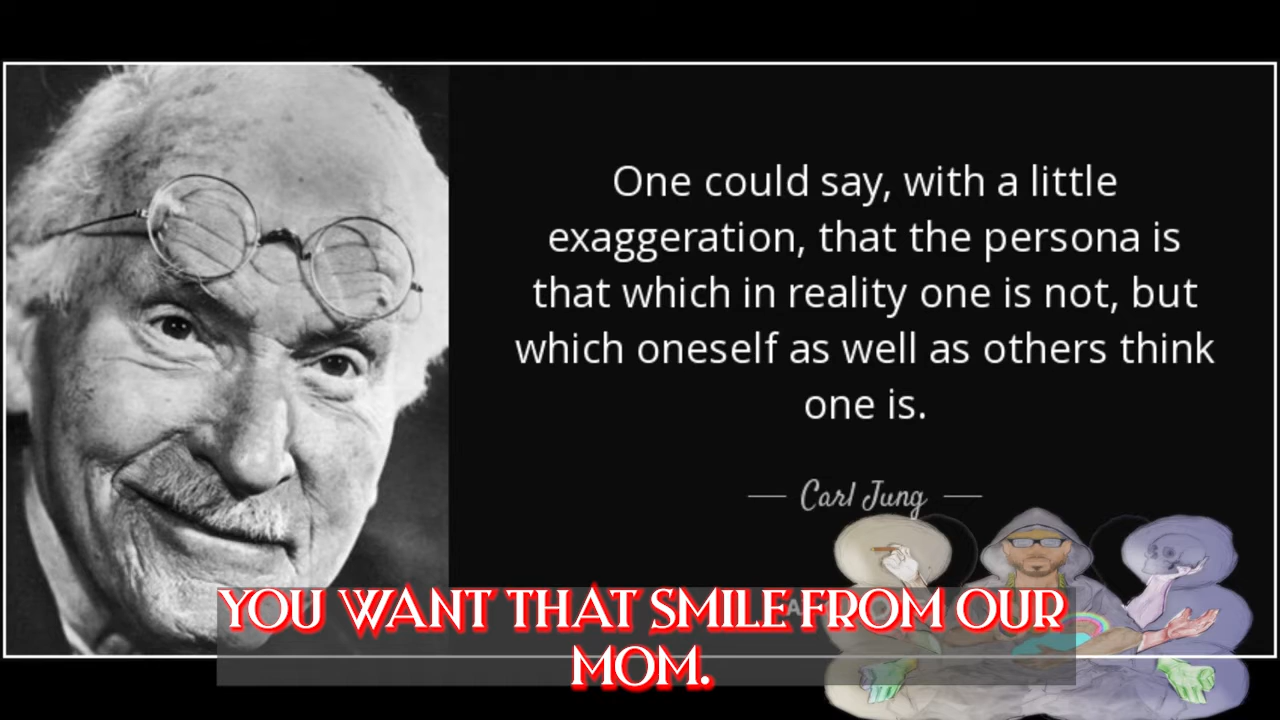 One could say, with a little
exaggeration, that the persona is
that which in reality one is not, but
which oneself as well as others think
one is.
Carl Jung
YOU WANT THAT SMILE FROM OUR
MOM.